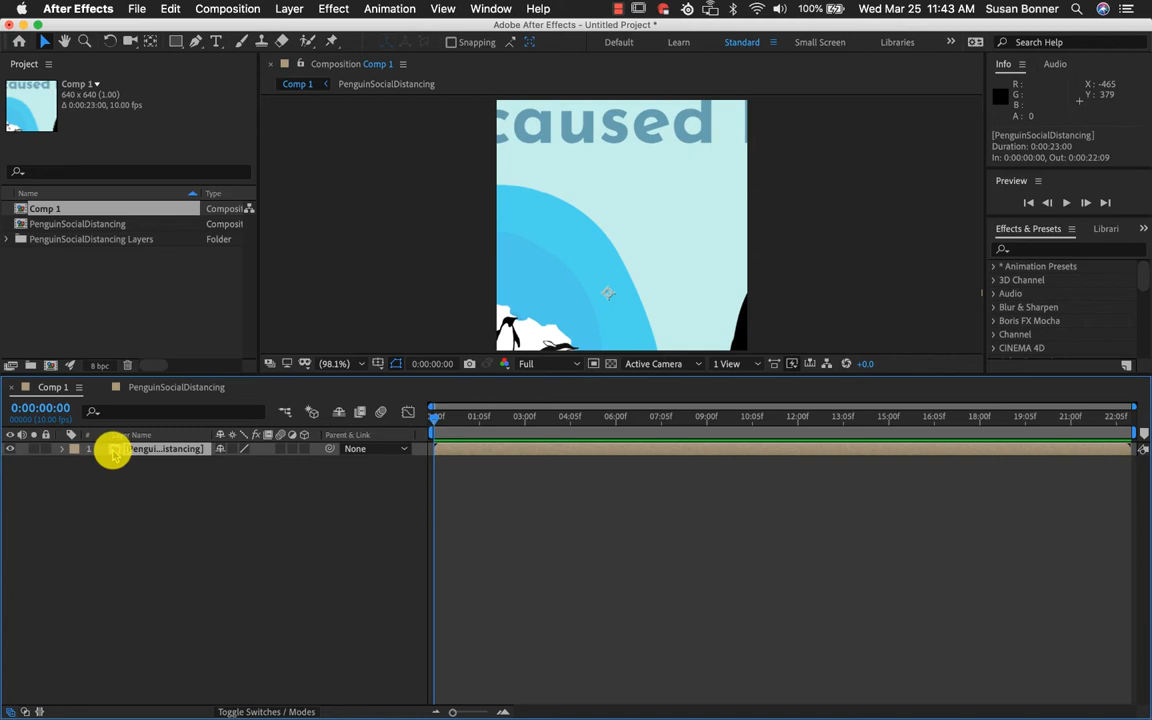 After Effects File Edit Composition Layer Effect Animation View Window Help 100% Wed Mar 25 11:43 AM Susan Bonner
Adobe After Effects - Untitled Project *
Snapping Default Learn Standard Small Screen Libraries Search Help
Project
Comp 1
640 x 640 (1.00)
Δ 0:00:23:00, 10.00 fps
Name Type
Comp 1 Composit
PenguinSocialDistancing Composit
PenguinSocialDistancing Layers Folder
8 bpc
Composition Comp 1
Comp 1 PenguinSocialDistancing
caused
(98.1%) 0:00:00:00 Full Active Camera 1 View +0.0
Info Audio
R: X: -465
G: Y: 379
B:
A: 0
[PenguinSocialDistancing]
Duration: 0:00:23:00
In: 0:00:00:00, Out: 0:00:22:09
Preview
Effects & Presets Librari
* Animation Presets
3D Channel
Audio
Blur & Sharpen
Boris FX Mocha
Channel
CINEMA 4D
Comp 1 PenguinSocialDistancing
0:00:00:00
00000 (10.00 fps)
:00f 01:05f 03:00f 04:05f 06:00f 07:05f 09:00f 10:05f 12:00f 13:05f 15:00f 16:05f 18:00f 19:05f 21:00f 22:05f
# Name Parent & Link
1 [Pengui...istancing] None
Toggle Switches / Modes